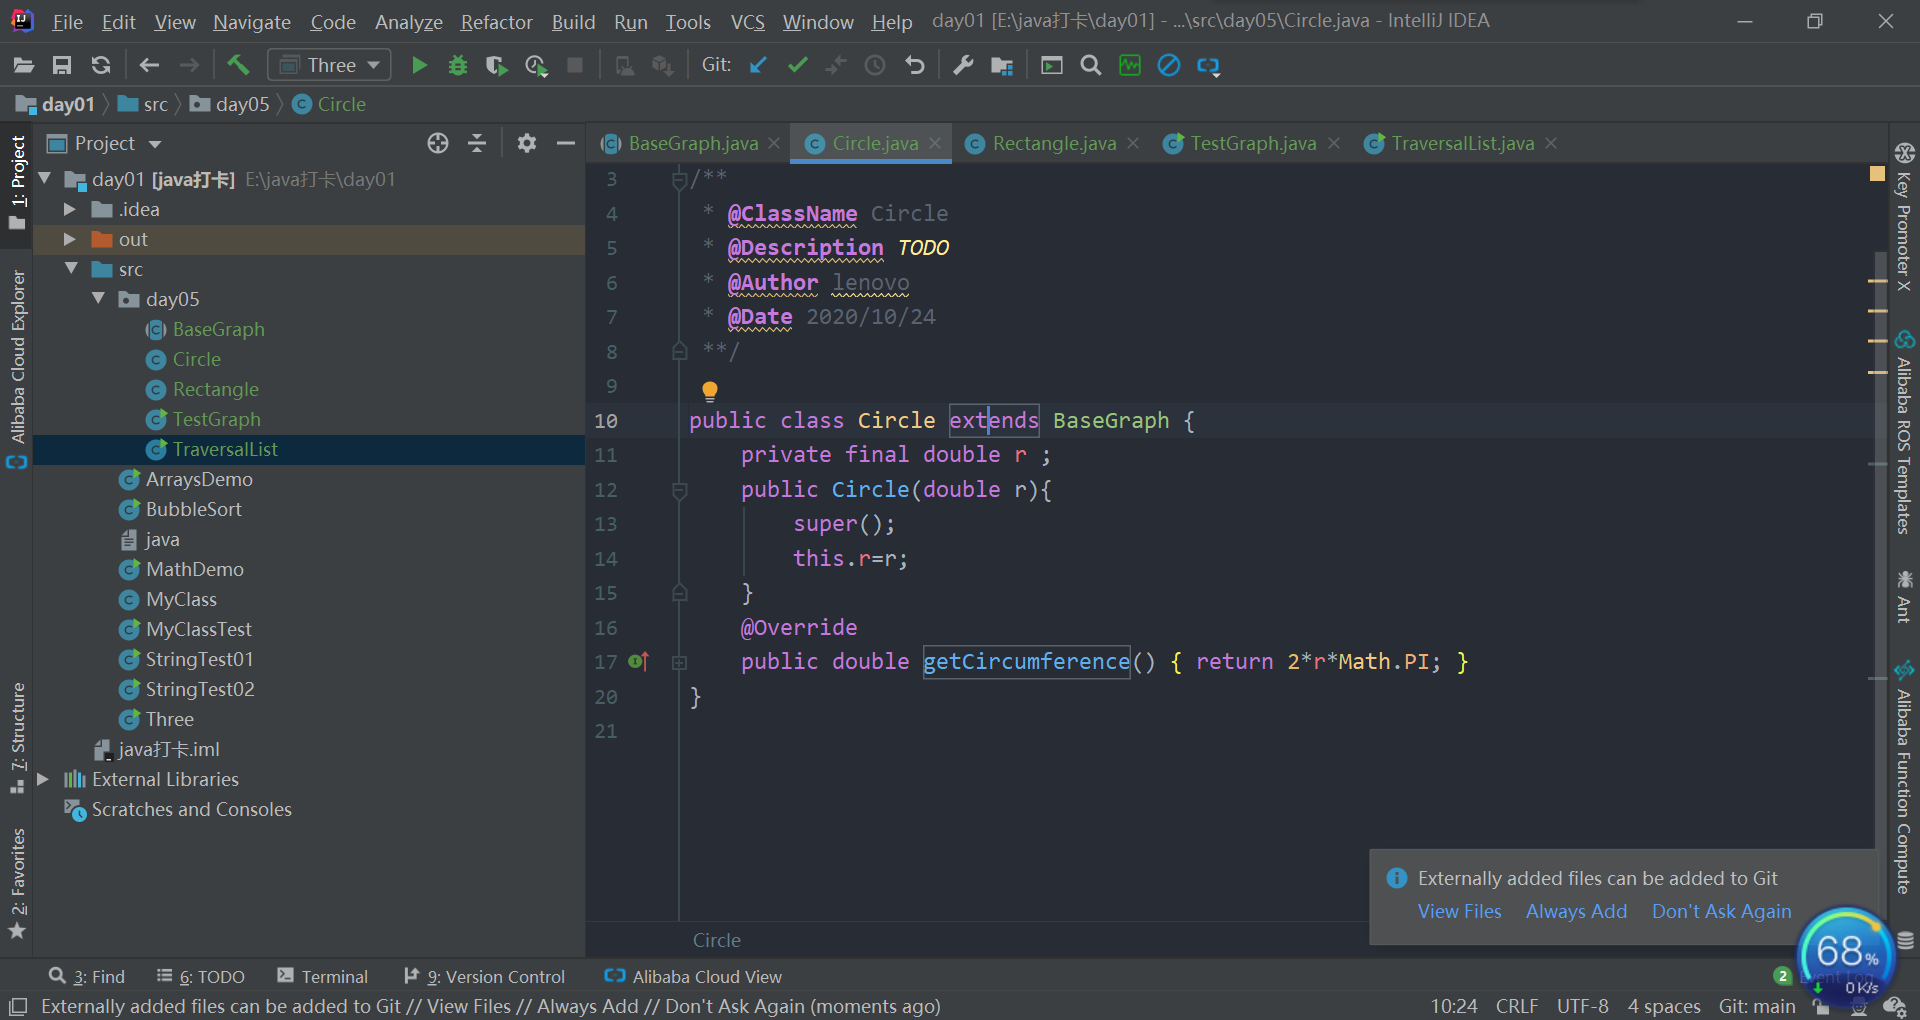 File Edit View Navigate Code Analyze Refactor Build Run Tools VCS Window Help day01 [E:\java打卡\day01] - ...\src\day05\Circle.java - IntelliJ IDEA
Three Git:
day01 src day05 Circle
Project
BaseGraph.java Circle.java Rectangle.java TestGraph.java TraversalList.java
day01 [java打卡] E:\java打卡\day01
.idea
out
src
day05
BaseGraph
Circle
Rectangle
TestGraph
TraversalList
ArraysDemo
BubbleSort
java
MathDemo
MyClass
MyClassTest
StringTest01
StringTest02
Three
java打卡.iml
External Libraries
Scratches and Consoles
1: Project
Alibaba Cloud Explorer
7: Structure
2: Favorites
3 /**
4 * @ClassName Circle
5 * @Description TODO
6 * @Author lenovo
7 * @Date 2020/10/24
8 **/
9
10 public class Circle extends BaseGraph {
11 private final double r ;
12 public Circle(double r){
13 super();
14 this.r=r;
15 }
16 @Override
17 public double getCircumference() { return 2*r*Math.PI; }
20 }
21
Circle
Key Promoter X
Alibaba ROS Templates
Ant
Alibaba Function Compute
Externally added files can be added to Git
View Files Always Add Don't Ask Again
68%
0K/s
3: Find 6: TODO Terminal 9: Version Control Alibaba Cloud View 2 Event Log
Externally added files can be added to Git // View Files // Always Add // Don't Ask Again (moments ago) 10:24 CRLF UTF-8 4 spaces Git: main